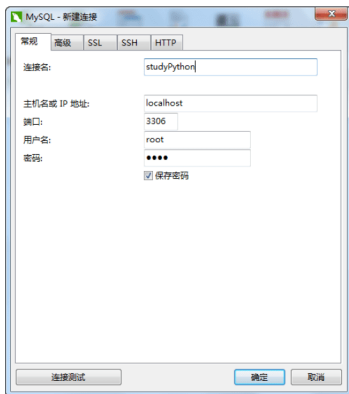 MySQL - 新建连接
常规 高级 SSL SSH HTTP
连接名: studyPython
主机名或 IP 地址: localhost
端口: 3306
用户名: root
密码: ●●●●
保存密码
连接测试 确定 取消